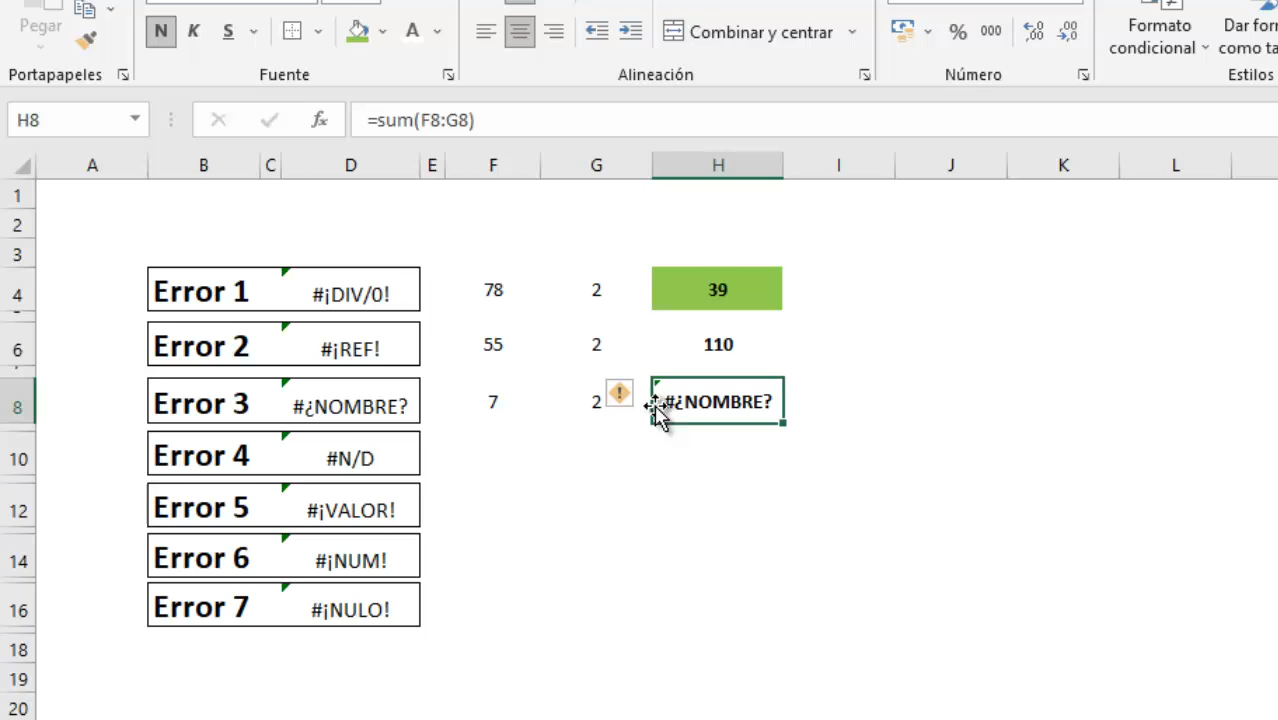 Pegar
N K S A
Combinar y centrar
% 000
Formato
condicional
Dar for
como ta
Portapapeles
Fuente
Alineación
Número
Estilos
H8
fx
=sum(F8:G8)
A B C D E F G H I J K L
1
2
3
4 Error 1 #¡DIV/0! 78 2 39
6 Error 2 #¡REF! 55 2 110
8 Error 3 #¿NOMBRE? 7 2 #¿NOMBRE?
10 Error 4 #N/D
12 Error 5 #¡VALOR!
14 Error 6 #¡NUM!
16 Error 7 #¡NULO!
18
19
20